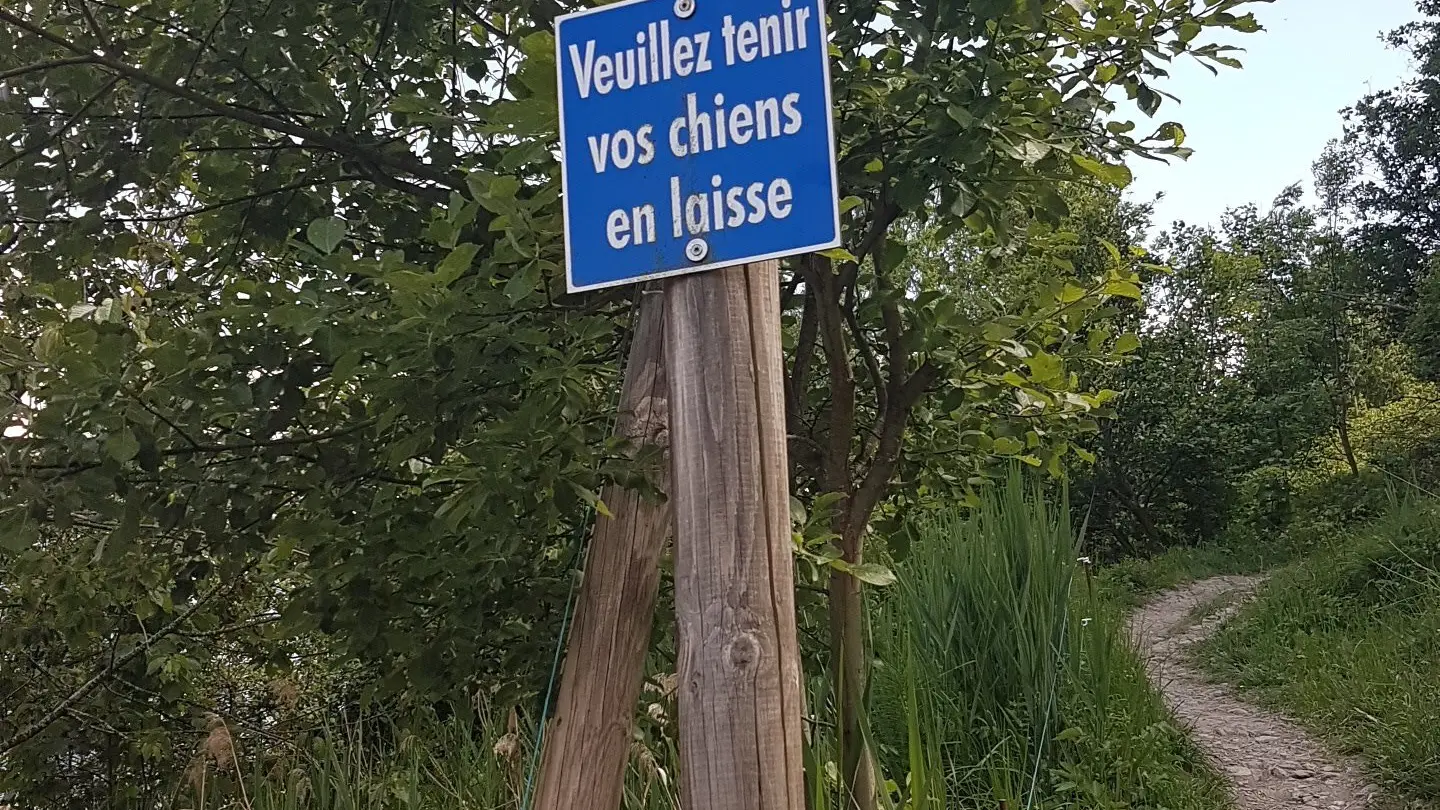 Veuillez tenir
vos chiens
en laisse